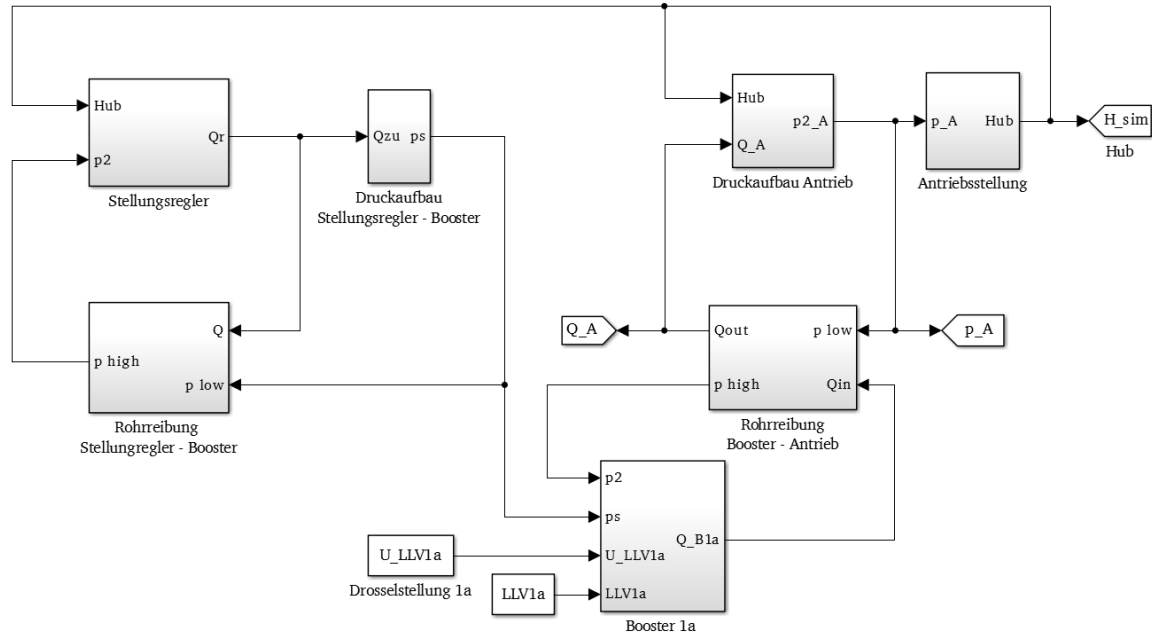 Hub
Qr
p2
Stellungsregler
Qzu ps
Druckaufbau
Stellungsregler - Booster
Hub
p2_A
Q_A
Druckaufbau Antrieb
p_A
Hub
Antriebsstellung
H_sim
Hub
Q
p high
p low
Rohrreibung
Stellungregler - Booster
Q_A
Qout
p low
p high
Qin
p_A
Rohrreibung
Booster - Antrieb
p2
ps
Q_B1a
U_LLV1a
LLV1a
Booster 1a
U_LLV1a
Drosselstellung 1a
LLV1a